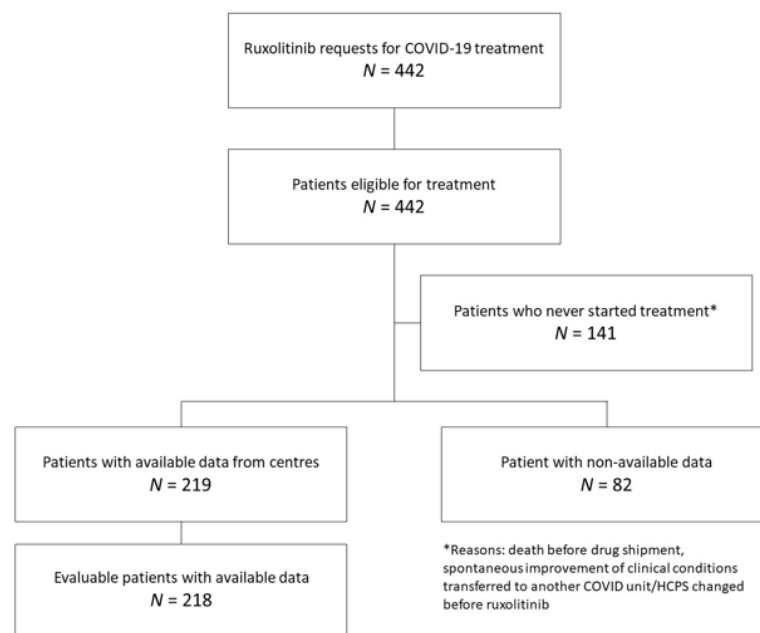 Ruxolitinib requests for COVID-19 treatment
N = 442
Patients eligible for treatment
N = 442
Patients who never started treatment*
N = 141
Patients with available data from centres
N = 219
Patient with non-available data
N = 82
Evaluable patients with available data
N = 218
*Reasons: death before drug shipment,
spontaneous improvement of clinical conditions
transferred to another COVID unit/HCPS changed
before ruxolitinib